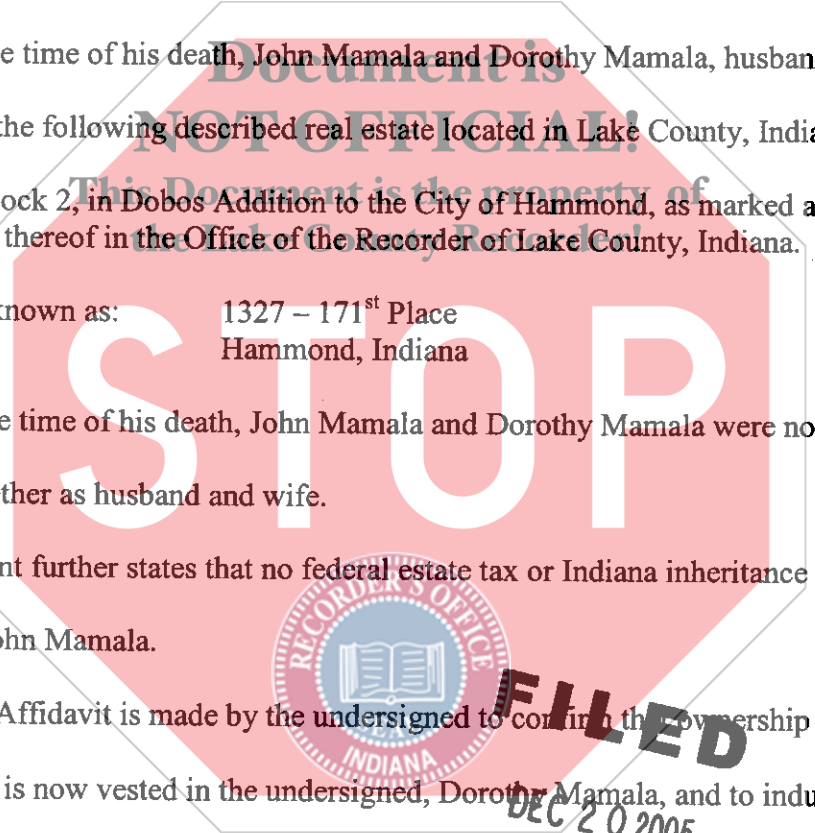 e time of his death, John Mamala and Dorothy Mamala, husban
Document is
the following described real estate located in Lake County, Indi
NOT OFFICIAL!
ock 2, in Dobos Addition to the City of Hammond, as marked a
This Document is the property of
thereof in the Office of the Recorder of Lake County, Indiana.
the Lake County Recorder!
known as: 1327 – 171st Place
Hammond, Indiana
STOP
e time of his death, John Mamala and Dorothy Mamala were no
ther as husband and wife.
nt further states that no federal estate tax or Indiana inheritance
ohn Mamala.
RECORDER'S OFFICE
SEAL
INDIANA
FILED
Affidavit is made by the undersigned to confirm the ownership
is now vested in the undersigned, Dorothy Mamala, and to indu
DEC 20 2005